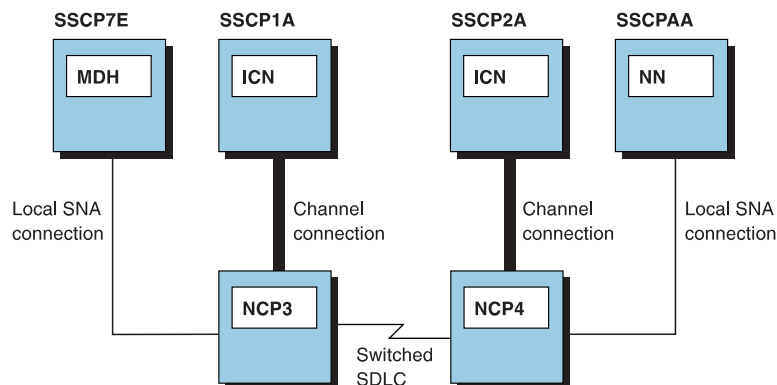 SSCP7E
SSCP1A
SSCP2A
SSCPAA
MDH
ICN
ICN
NN
Local SNA
connection
Channel
connection
Channel
connection
Local SNA
connection
NCP3
NCP4
Switched
SDLC